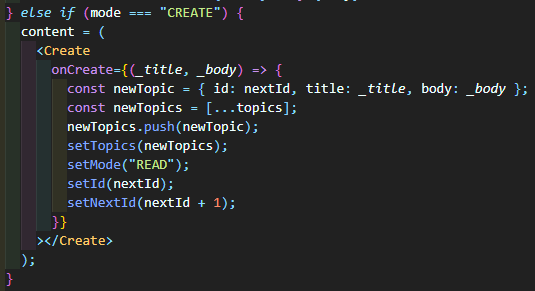 } else if (mode === "CREATE") {
content = (
<Create
onCreate={(_title, _body) => {
const newTopic = { id: nextId, title: _title, body: _body };
const newTopics = [...topics];
newTopics.push(newTopic);
setTopics(newTopics);
setMode("READ");
setId(nextId);
setNextId(nextId + 1);
}}
></Create>
);
}